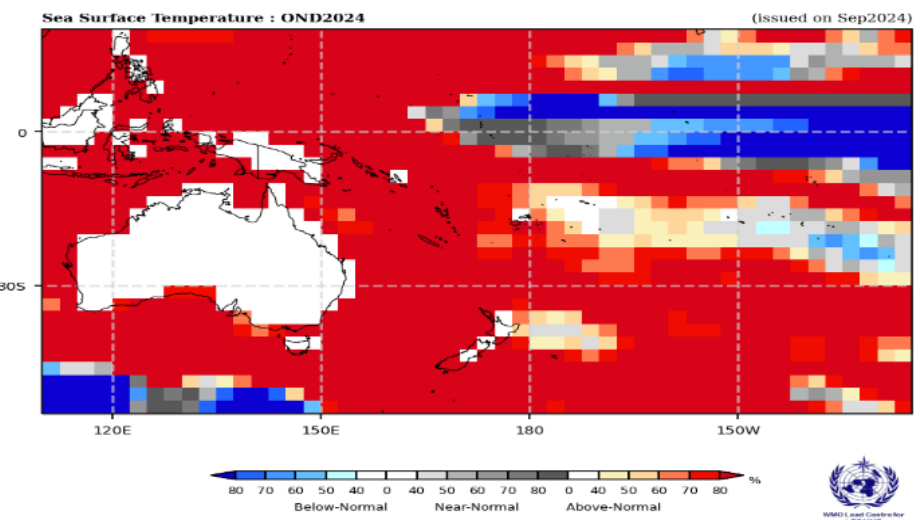 Sea Surface Temperature : OND2024
(issued on Sep2024)
0
30S
120E 150E 180 150W
80 70 60 50 40 0 40 50 60 70 80 0 40 50 60 70 80 %
Below-Normal Near-Normal Above-Normal
WMO Lead Centre for